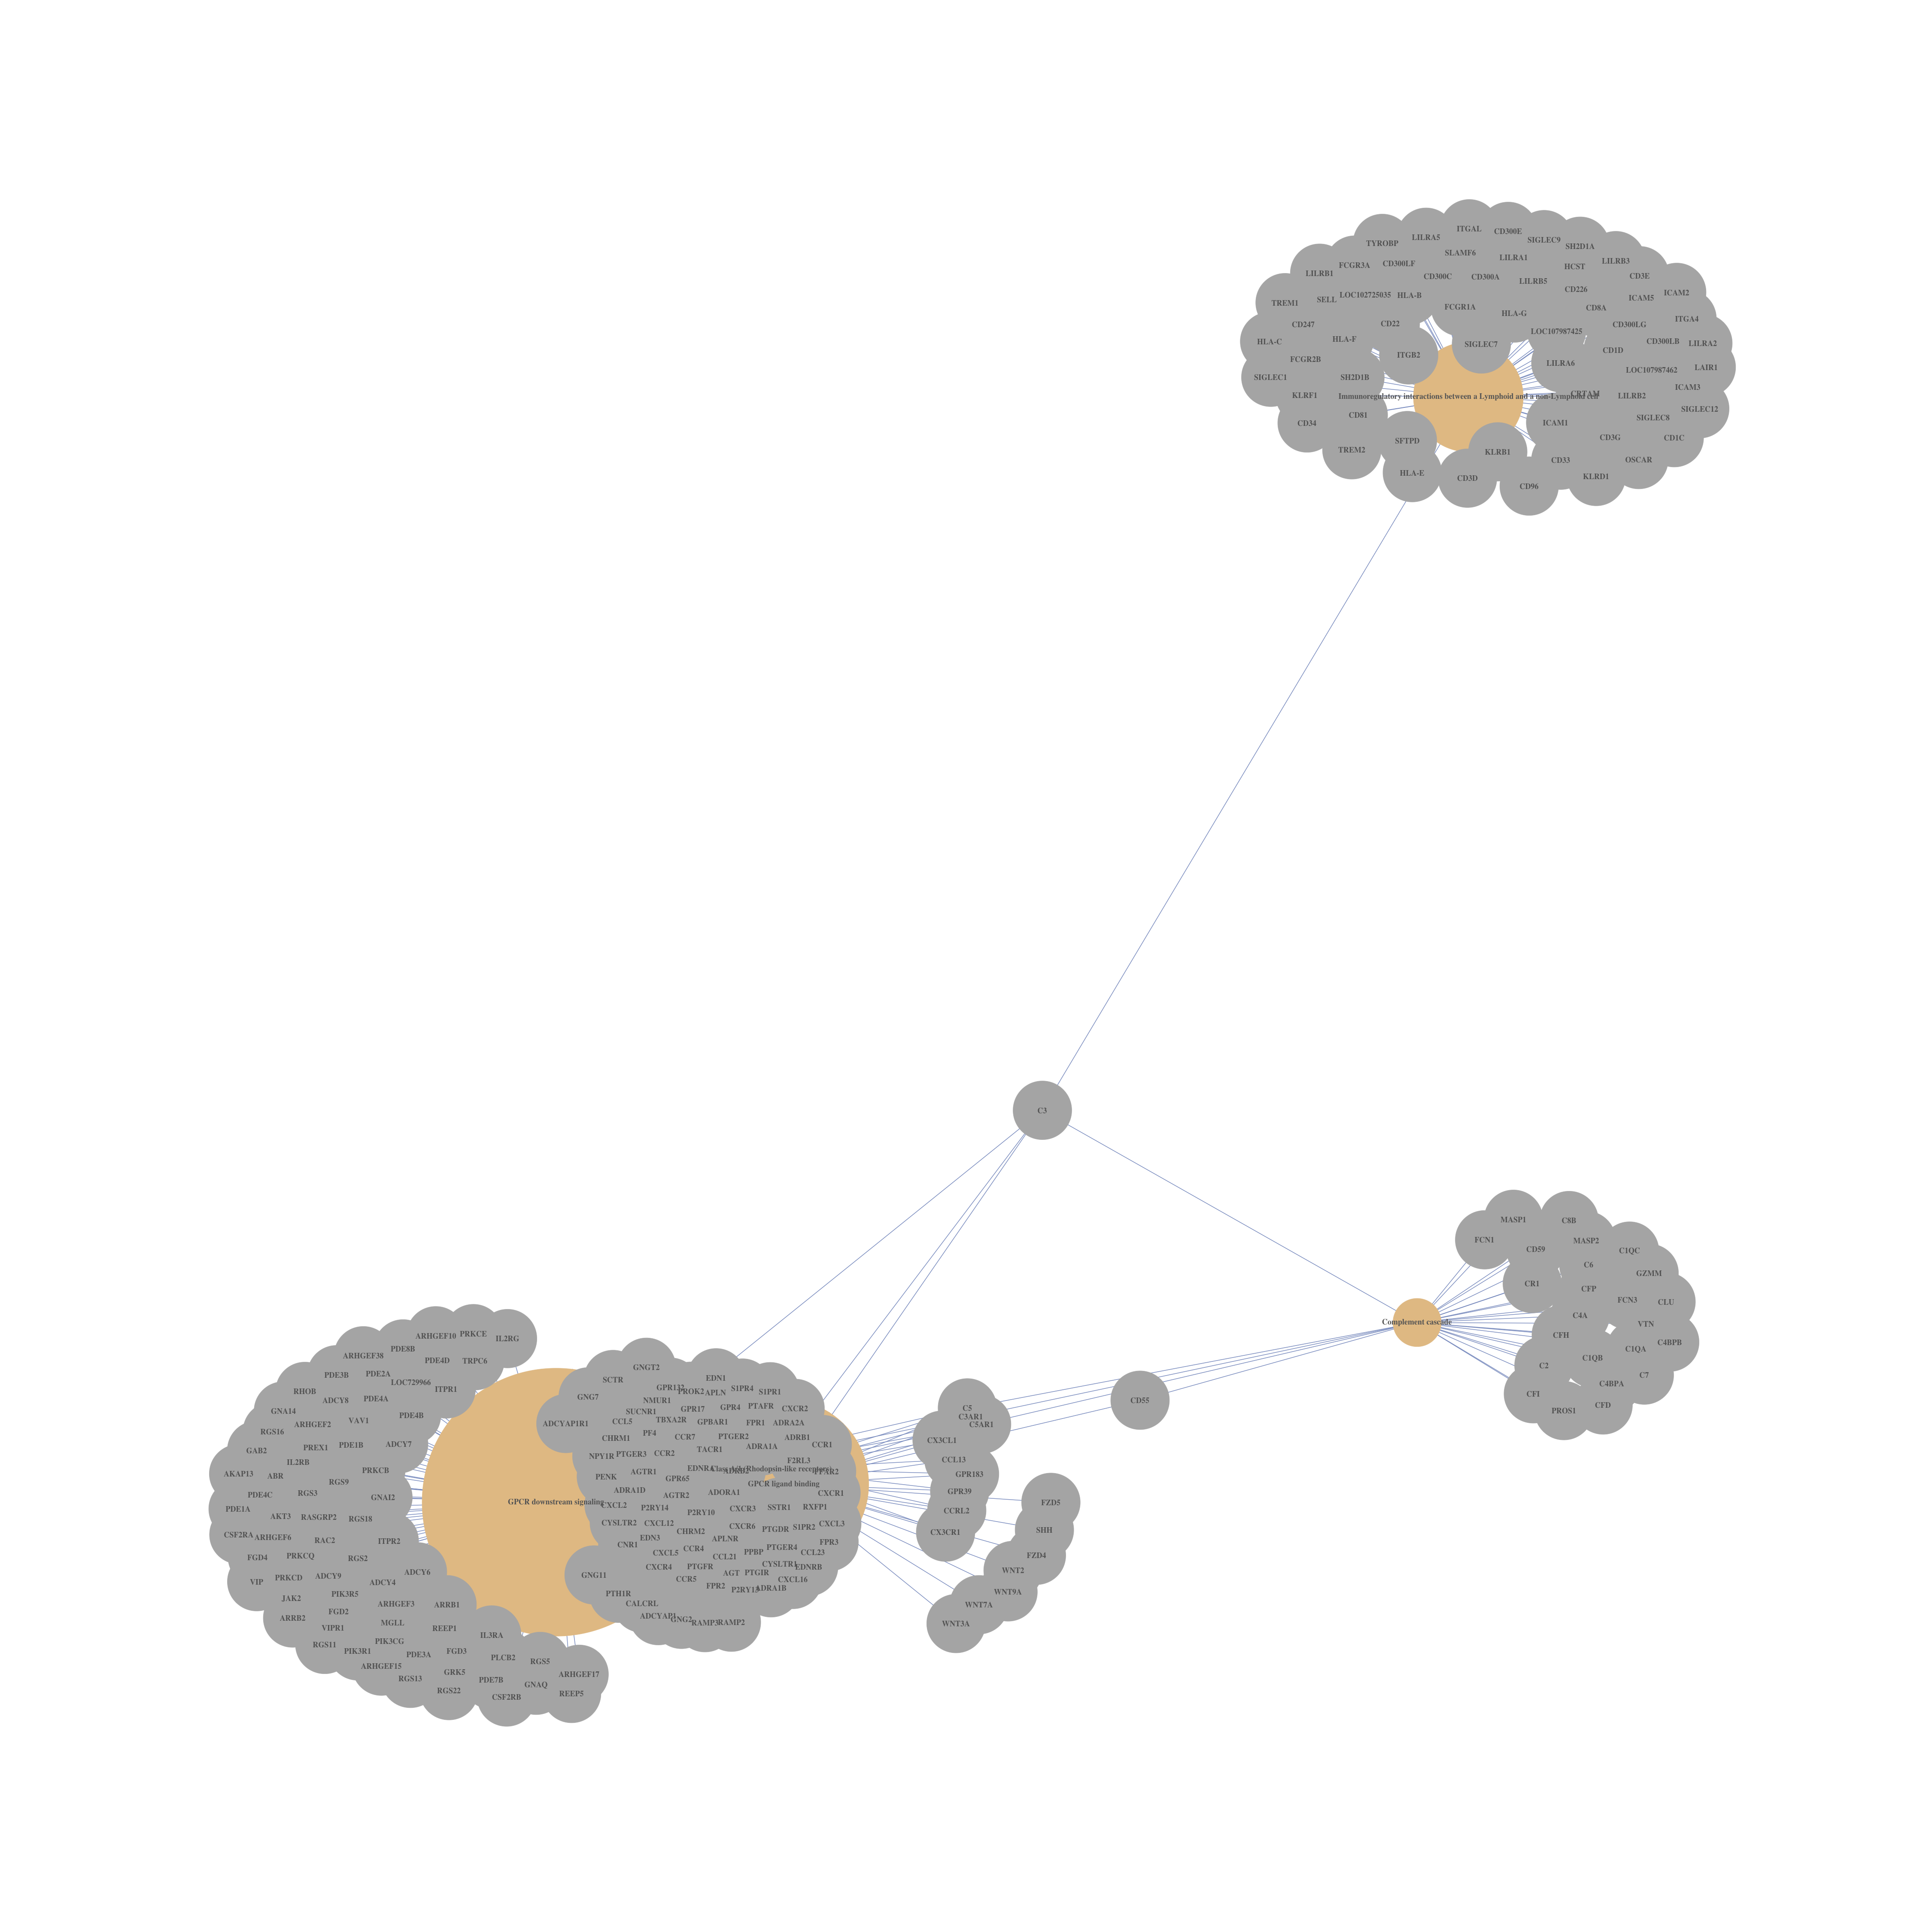 ITGAL
CD300E
LILRA5
SIGLEC9
TYROBP
SH2D1A
SLAMF6
LILRA1
LILRB3
FCGR3A
CD300LF
HCST
LILRB1
CD300C
CD300A
CD3E
LILRB5
CD226
ICAM2
LOC102725035
HLA-B
ICAM5
TREM1
SELL
FCGR1A
CD8A
HLA-G
ITGA4
CD247
CD22
CD300LG
LOC107987425
HLA-C
HLA-F
SIGLEC7
CD300LB
LILRA2
CD1D
ITGB2
FCGR2B
LILRA6
LAIR1
LOC107987462
SIGLEC1
SH2D1B
ICAM3
KLRF1
Immunoregulatory interactions between a Lymphoid and a non-Lymphoid cell
CRTAM
LILRB2
SIGLEC12
CD81
SIGLEC8
CD34
ICAM1
CD3G
CD1C
SFTPD
TREM2
KLRB1
CD33
OSCAR
HLA-E
CD3D
KLRD1
CD96
C3
MASP1
C8B
FCN1
MASP2
CD59
C1QC
C6
GZMM
CR1
CFP
FCN3
CLU
C4A
Complement cascade
VTN
CFH
C4BPB
C1QA
C1QB
C2
C7
C4BPA
CFI
CFD
PROS1
CD55
ARHGEF10
PRKCE
IL2RG
PDE8B
ARHGEF38
PDE4D
TRPC6
PDE3B
PDE2A
LOC729966
ITPR1
RHOB
ADCY8
PDE4A
GNA14
PDE4B
ARHGEF2
VAV1
RGS16
GAB2
PREX1
PDE1B
ADCY7
IL2RB
AKAP13
ABR
PRKCB
RGS9
PDE4C
RGS3
GNAI2
PDE1A
AKT3
RASGRP2
RGS18
CSF2RA
ARHGEF6
RAC2
ITPR2
FGD4
PRKCQ
RGS2
VIP
PRKCD
ADCY9
ADCY4
ADCY6
JAK2
PIK3R5
ARHGEF3
ARRB1
ARRB2
FGD2
VIPR1
MGLL
REEP1
IL3RA
RGS11
PIK3R1
PIK3CG
PDE3A
FGD3
PLCB2
RGS5
ARHGEF15
RGS13
GRK5
PDE7B
ARHGEF17
GNAQ
RGS22
CSF2RB
REEP5
GPCR downstream signaling
GNGT2
SCTR
EDN1
GPR132
PROK2
APLN
S1PR4
S1PR1
GNG7
NMUR1
SUCNR1
GPR17
GPR4
PTAFR
CXCR2
ADCYAP1R1
CCL5
TBXA2R
GPBAR1
FPR1
ADRA2A
PF4
CHRM1
CCR7
PTGER2
ADRB1
CCR1
NPY1R
PTGER3
CCR2
TACR1
ADRA1A
F2RL3
EDNRA
Class A/1 (Rhodopsin-like receptors)
PENK
AGTR1
GPR65
GPCR ligand binding
ADRA1D
AGTR2
ADORA1
CXCR1
CXCL2
P2RY14
P2RY10
CXCR3
SSTR1
RXFP1
CYSLTR2
CXCL12
CHRM2
CXCR6
PTGDR
S1PR2
CXCL3
EDN3
APLNR
CNR1
CXCL5
CCR4
CCL21
PPBP
PTGER4
CCL23
FPR3
CXCR4
PTGFR
CYSLTR1
EDNRB
GNG11
CCR5
AGT
PTGIR
CXCL16
FPR2
P2RY13
ADRA1B
PTH1R
CALCRL
ADCYAP1
GNG2
RAMP3
RAMP2
C5
C3AR1
C5AR1
CX3CL1
CCL13
GPR183
GPR39
CCRL2
CX3CR1
FZD5
SHH
FZD4
WNT2
WNT9A
WNT7A
WNT3A